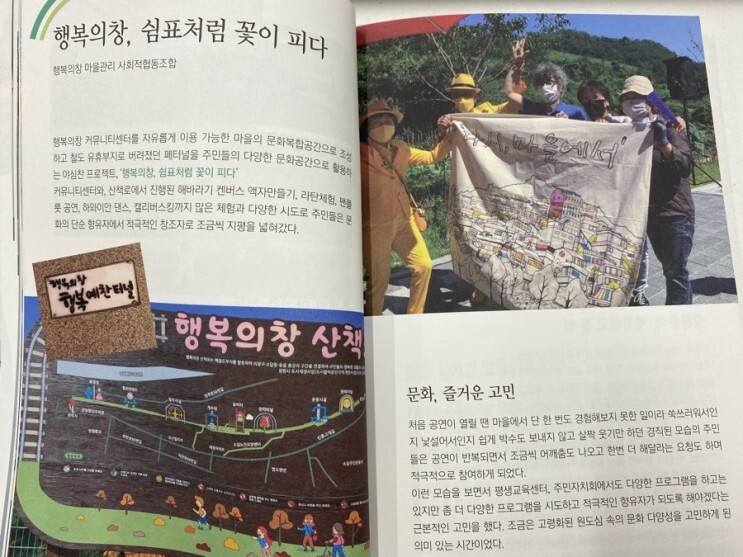 행복의창, 쉼표처럼 꽃이 피다
행복의창 마을관리 사회적협동조합
행복의창 커뮤니티센터를 자유롭게 이용 가능한 마을의 문화복합공간으로 조성
하고 철도 유휴부지로 버려졌던 폐터널을 주민들의 다양한 문화공간으로 활용하
는 야심찬 프로젝트, '행복의창, 쉼표처럼 꽃이 피다'
커뮤니티센터와, 산책로에서 진행된 해바라기 캔버스 액자만들기, 라탄체험, 팬플
룻 공연, 하와이안 댄스, 캘리버스킹까지 많은 체험과 다양한 시도로 주민들은 문
화의 단순 향유자에서 적극적인 창조자로 조금씩 지평을 넓혀갔다.
행복의창
행복예찬터널
행복의창 산책
마을에서'
문화, 즐거운 고민
처음 공연이 열릴 땐 마을에서 단 한 번도 경험해보지 못한 일이라 쑥쓰러워서인
지 낯설어서인지 쉽게 박수도 보내지 않고 살짝 웃기만 하던 경직된 모습의 주민
들은 공연이 반복되면서 조금씩 어깨춤도 나오고 한번 더 해달라는 요청도 하며
적극적으로 참여하게 되었다.
이런 모습을 보면서 평생교육센터, 주민자치회에서도 다양한 프로그램을 하고는
있지만 좀 더 다양한 프로그램을 시도하고 적극적인 향유자가 되도록 해야겠다는
근본적인 고민을 했다. 조금은 고령화된 원도심 속의 문화 다양성을 고민하게 된
의미 있는 시간이었다.